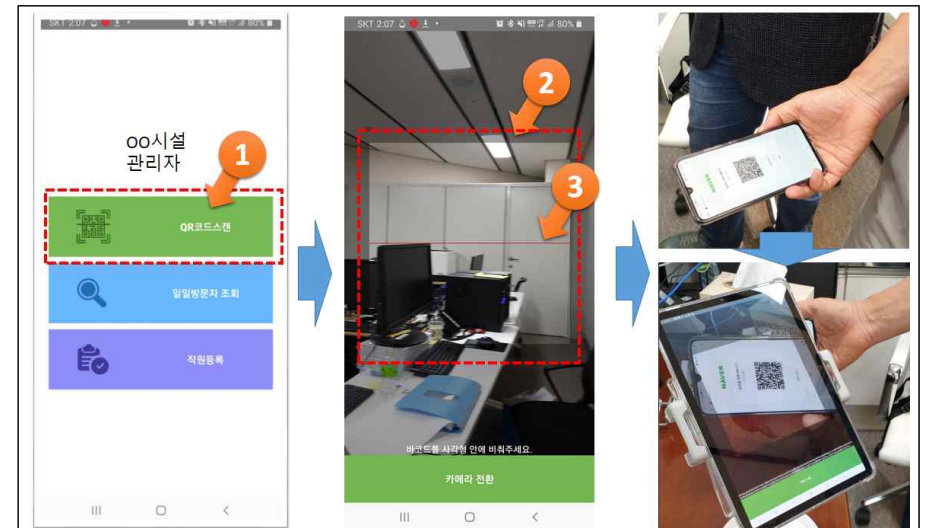 SKT 2:07
80%
OO시설
관리자
1
QR코드스캔
일일방문자 조회
직원등록
SKT 2:07
80%
2
3
바코드를 사각형 안에 비춰주세요.
카메라 전환
NAVER
NAVER